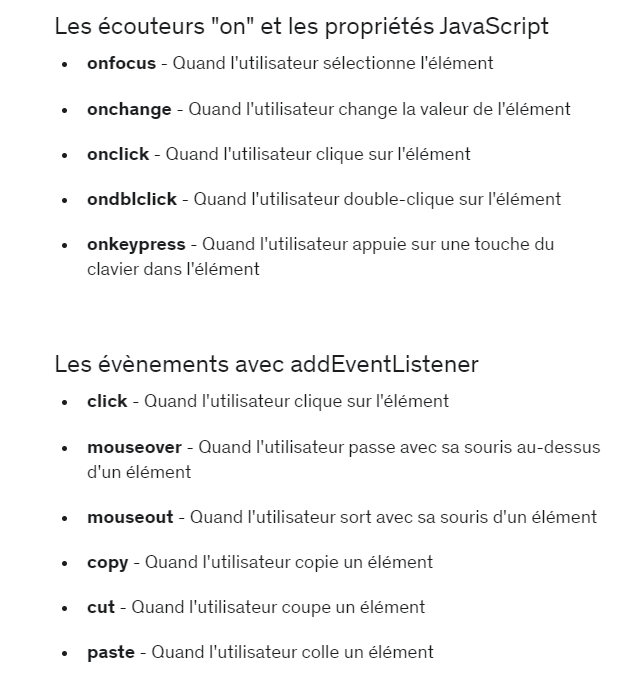 Les écouteurs "on" et les propriétés JavaScript
• onfocus - Quand l'utilisateur sélectionne l'élément
• onchange - Quand l'utilisateur change la valeur de l'élément
• onclick - Quand l'utilisateur clique sur l'élément
• ondblclick - Quand l'utilisateur double-clique sur l'élément
• onkeypress - Quand l'utilisateur appuie sur une touche du
clavier dans l'élément
Les évènements avec addEventListener
• click - Quand l'utilisateur clique sur l'élément
• mouseover - Quand l'utilisateur passe avec sa souris au-dessus
d'un élément
• mouseout - Quand l'utilisateur sort avec sa souris d'un élément
• copy - Quand l'utilisateur copie un élément
• cut - Quand l'utilisateur coupe un élément
• paste - Quand l'utilisateur colle un élément